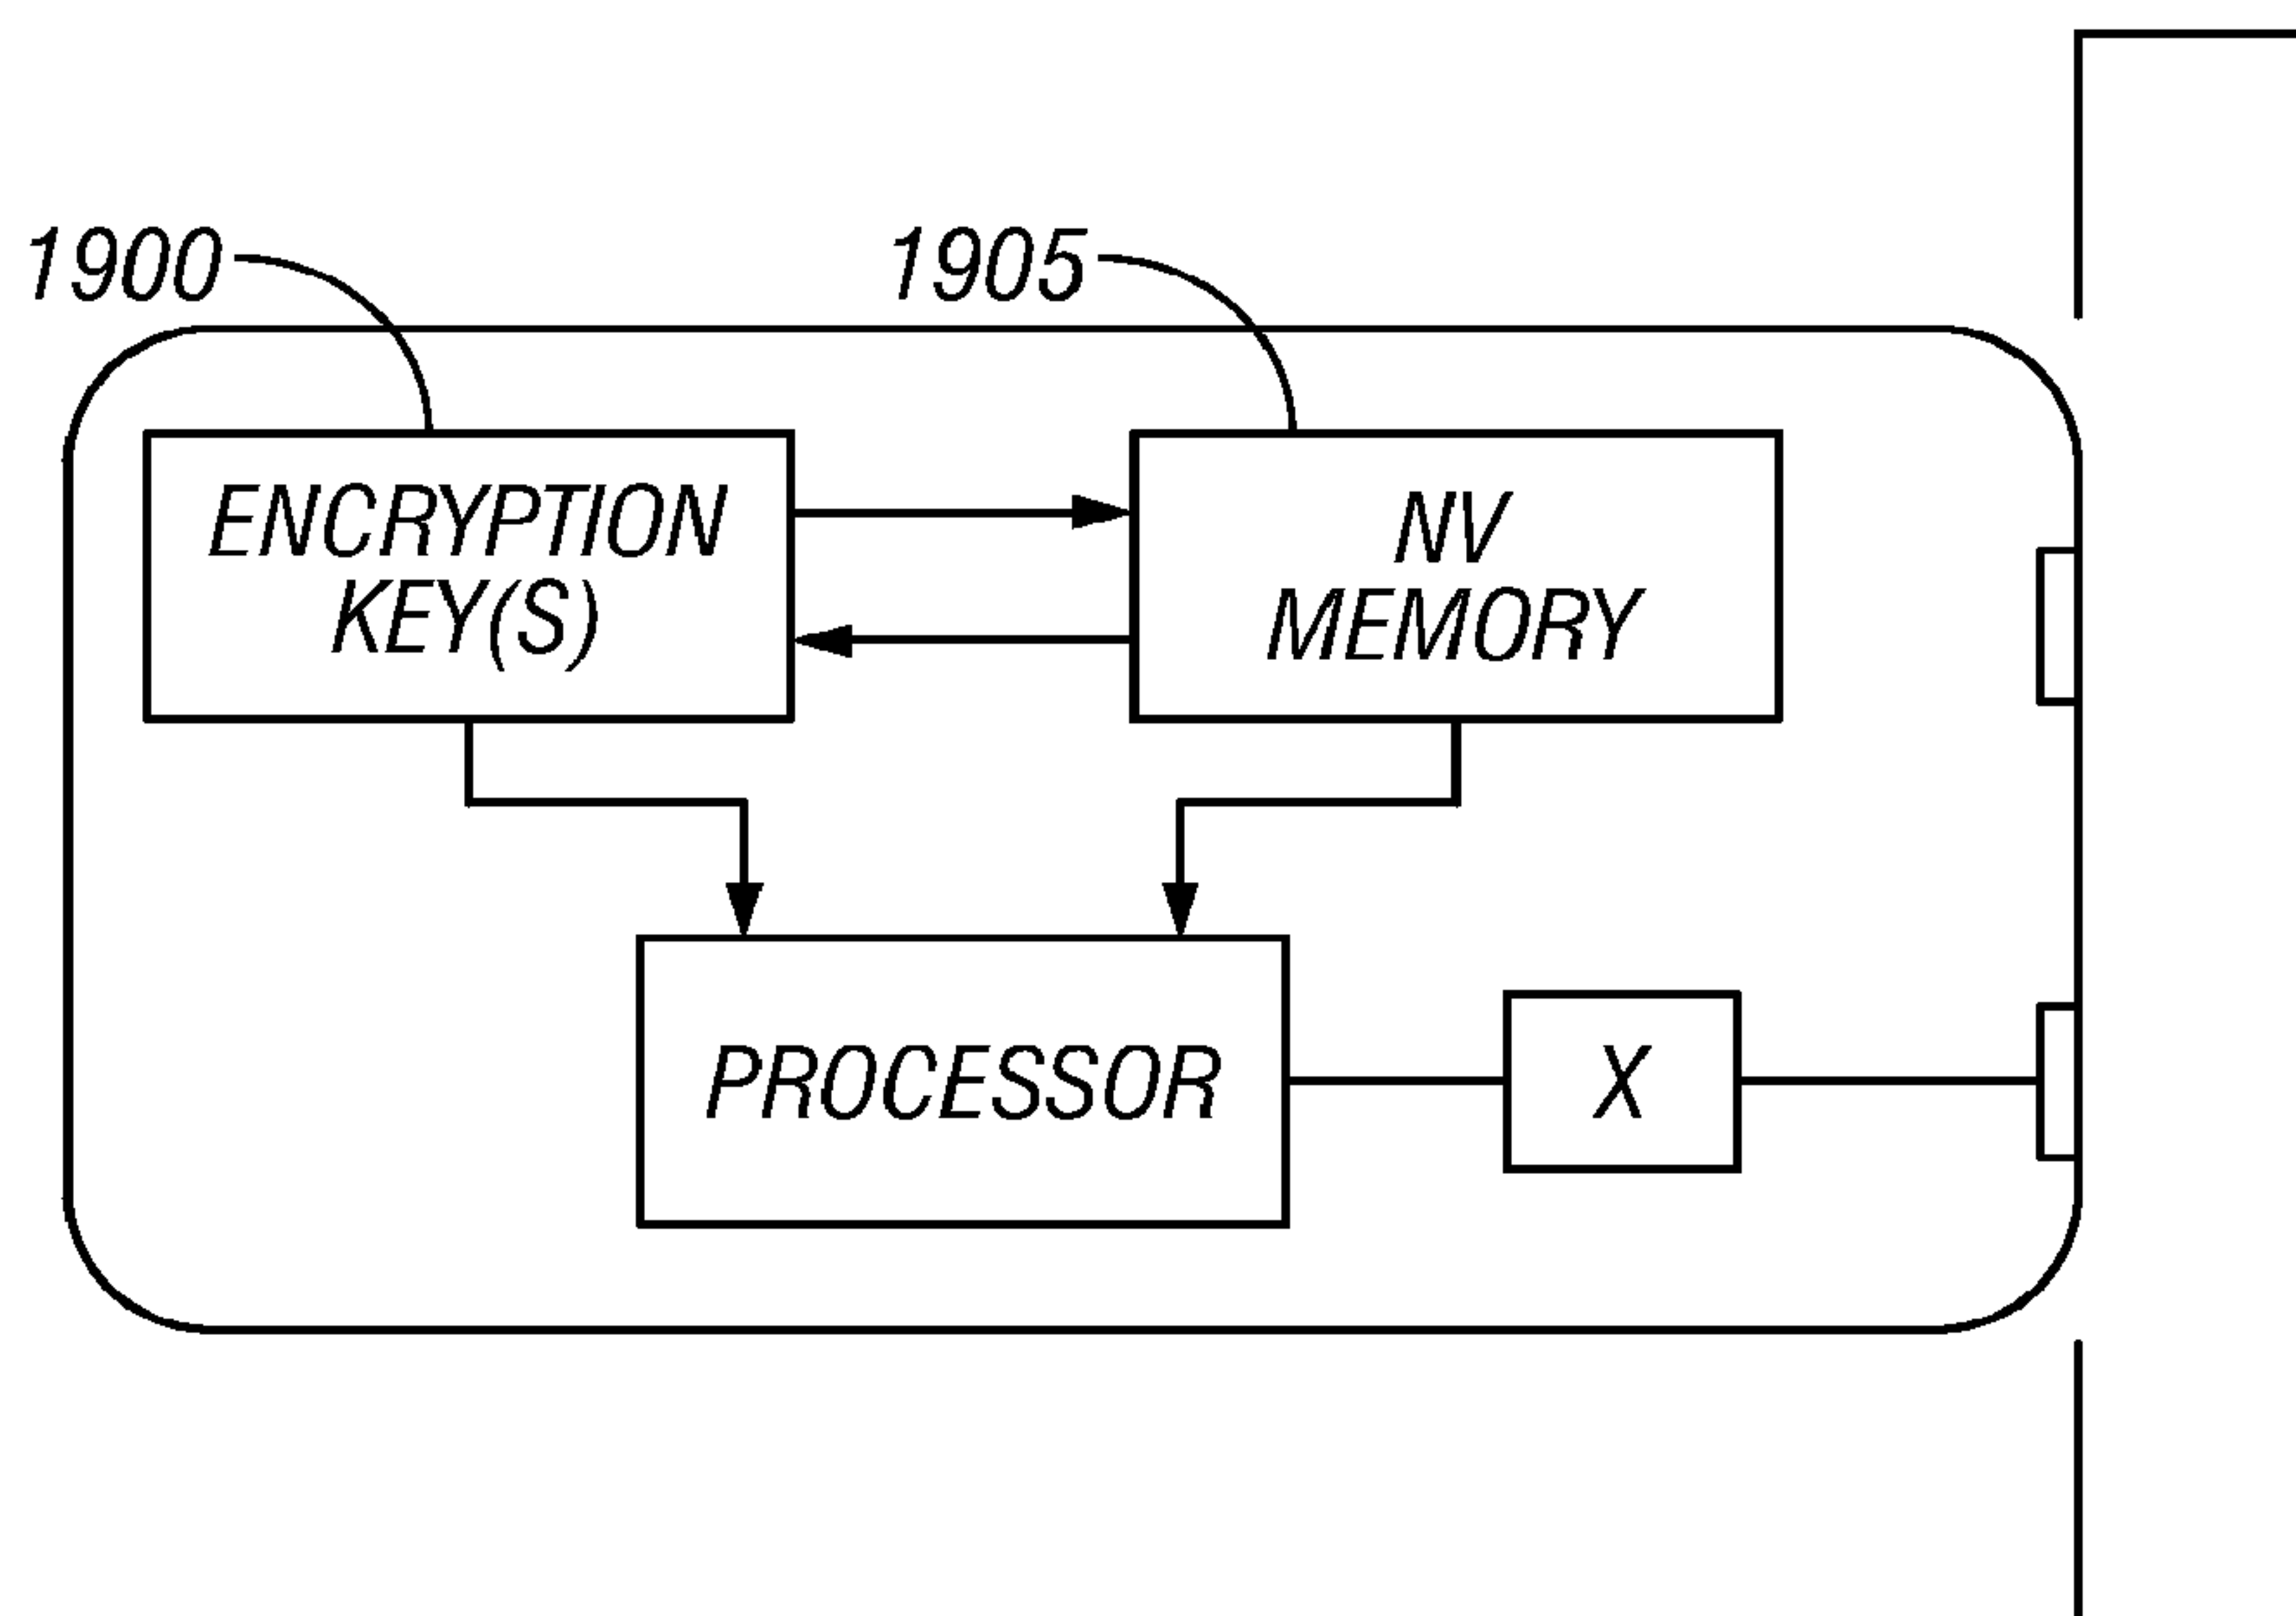 1900
1905
ENCRYPTION
KEY(S)
NV
MEMORY
PROCESSOR
X